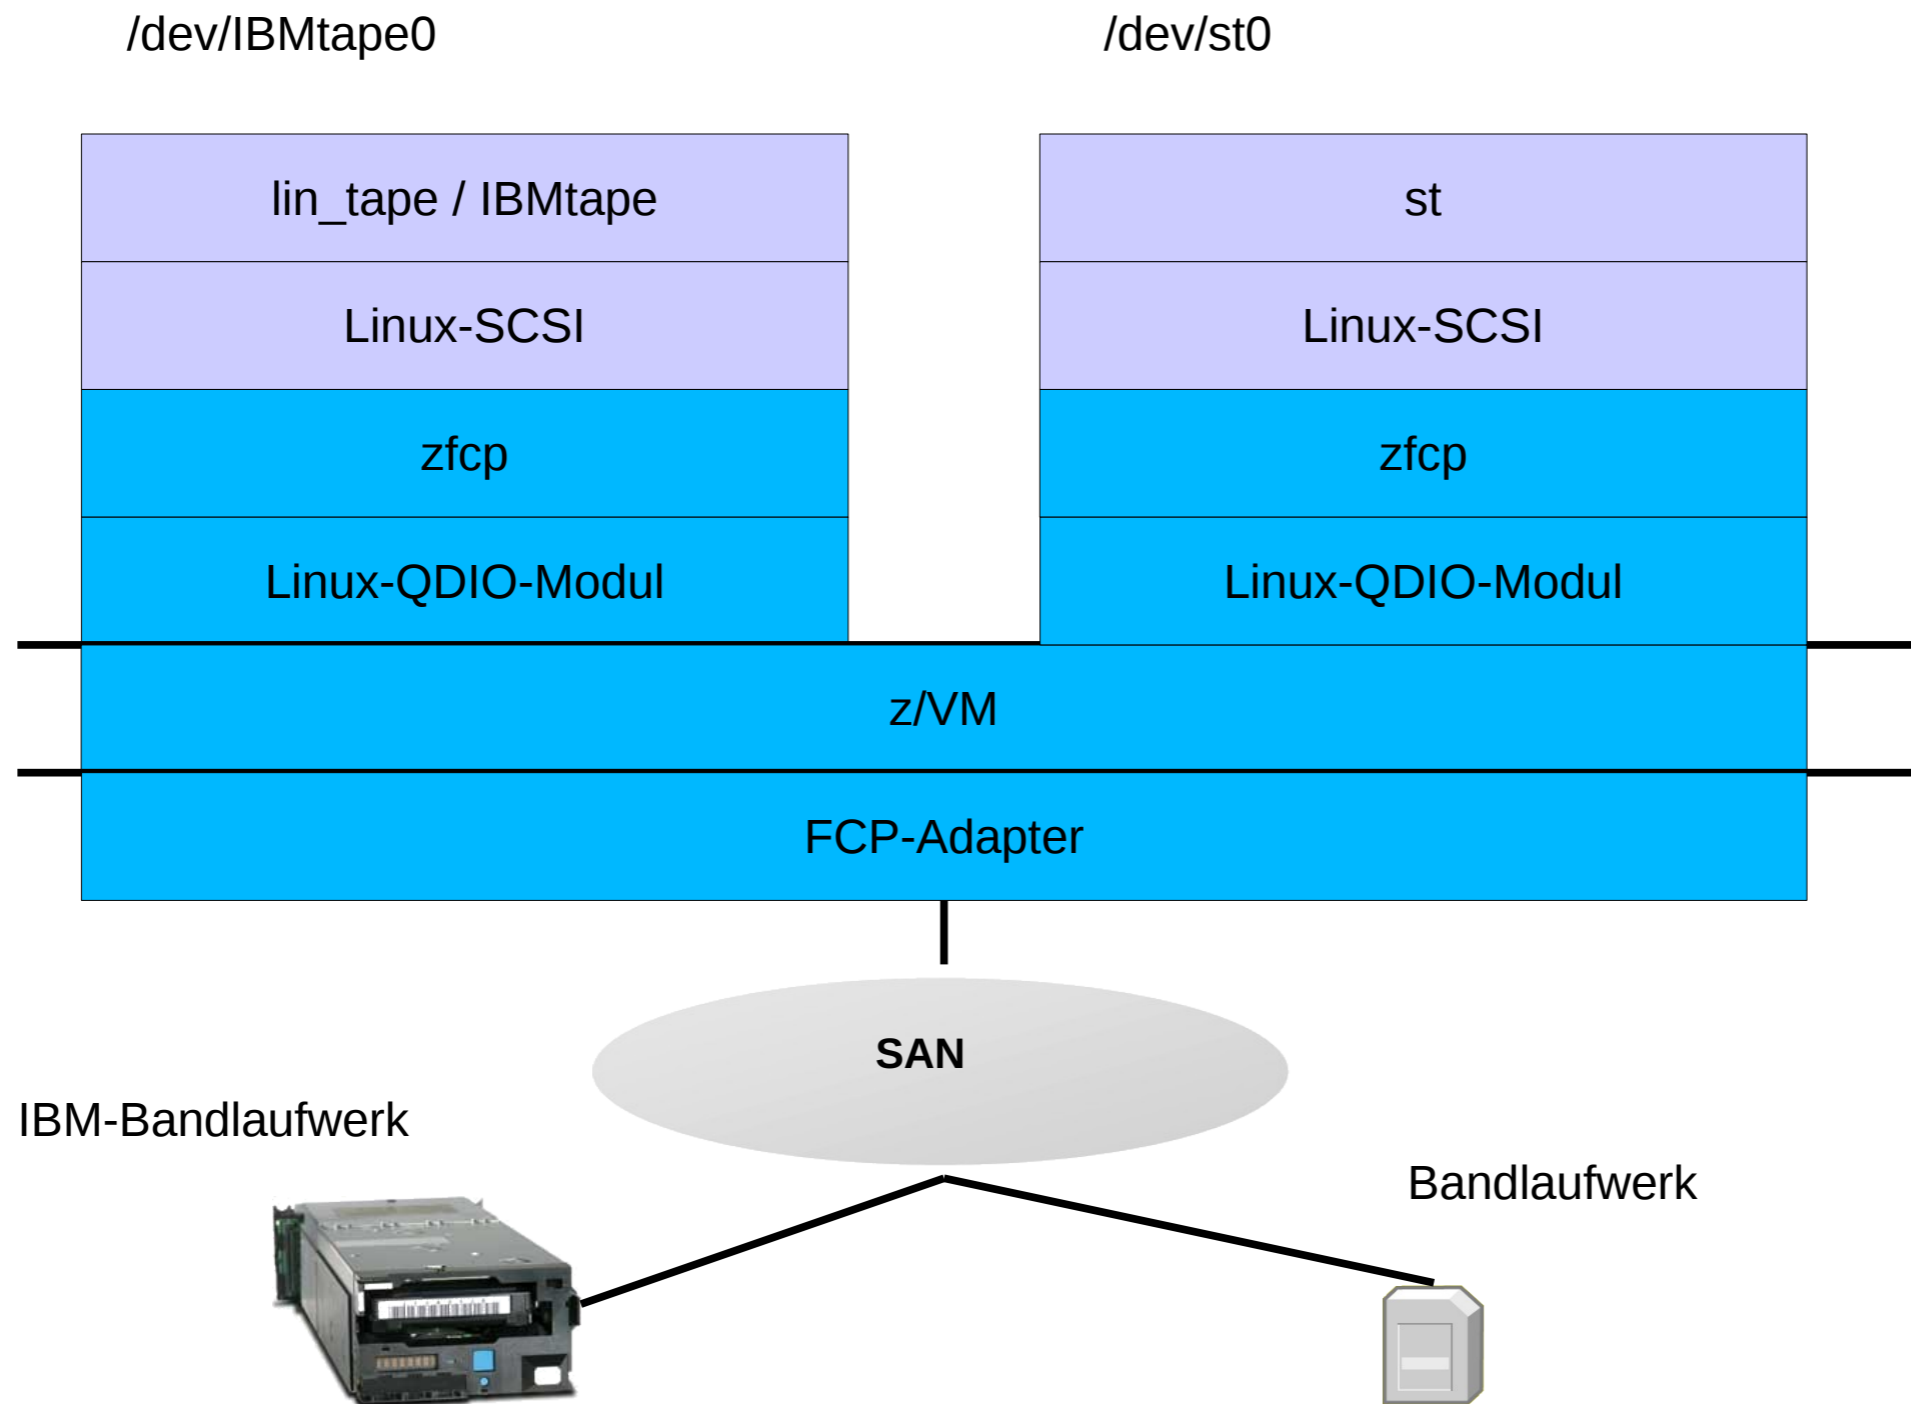 /dev/IBMtape0
/dev/st0
lin_tape / IBMtape
st
Linux-SCSI
Linux-SCSI
zfcp
zfcp
Linux-QDIO-Modul
Linux-QDIO-Modul
z/VM
FCP-Adapter
SAN
IBM-Bandlaufwerk
Bandlaufwerk